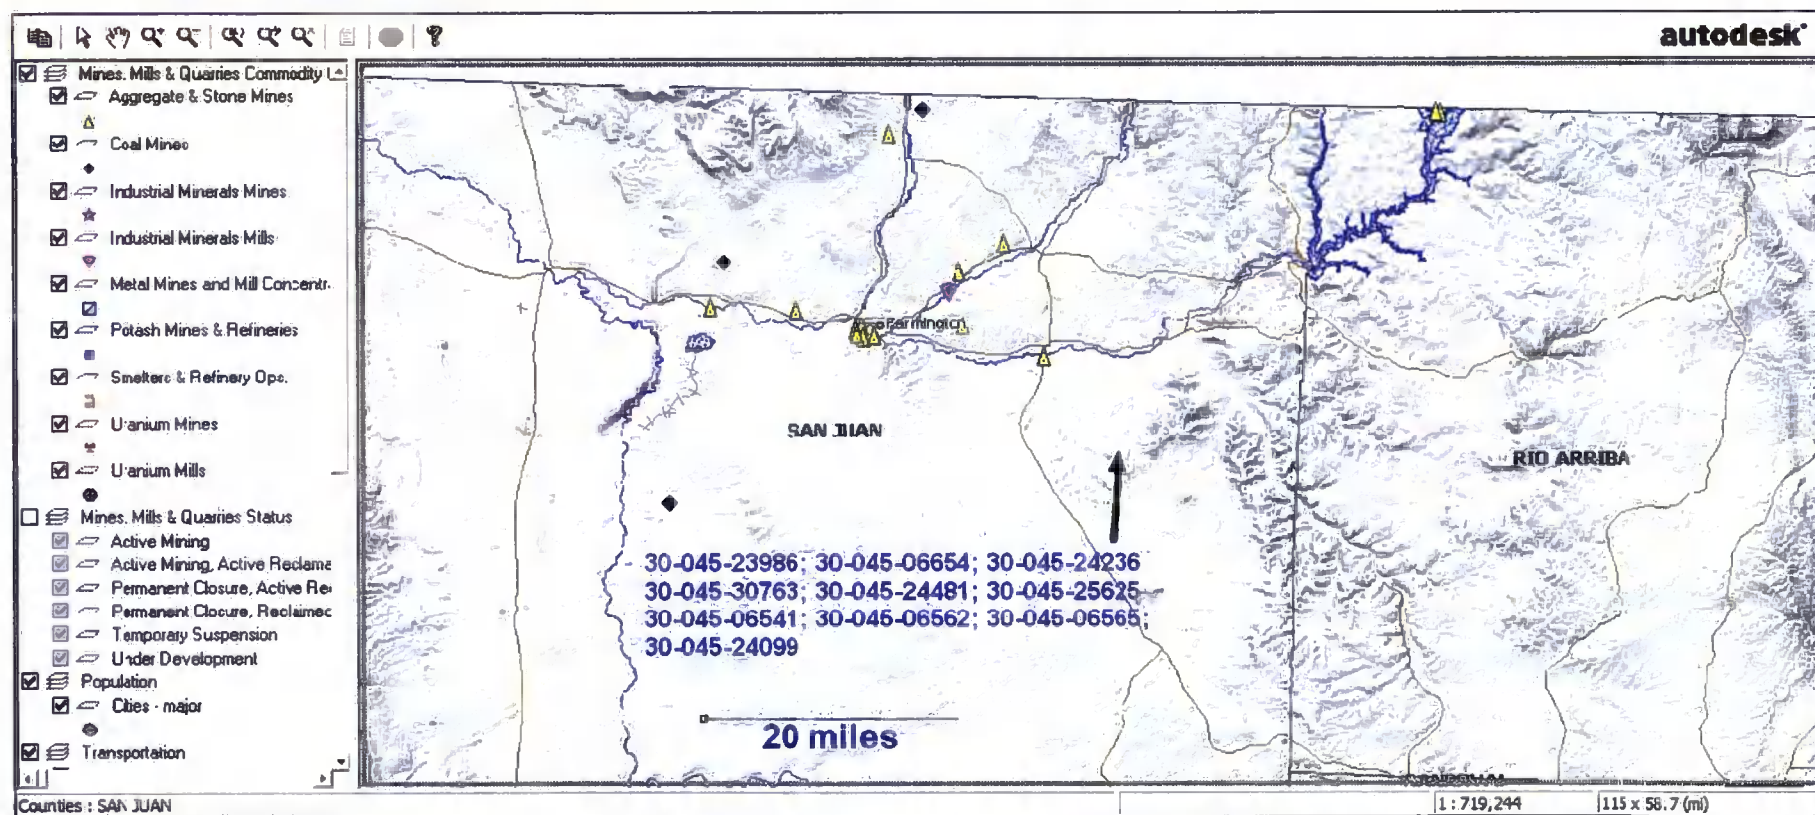 autodesk
Mines, Mills & Quarries Commodity
Aggregate & Stone Mines
Coal Mines
Industrial Minerals Mines
Industrial Minerals Mills
Metal Mines and Mill Concentr
Potash Mines & Refineries
Smelters & Refinery Ops.
Uranium Mines
Uranium Mills
Mines, Mills & Quarries Status
Active Mining
Active Mining, Active Reclama
Permanent Closure, Active Re
Permanent Closure, Reclaimec
Temporary Suspension
Under Development
Population
Cities - major
Transportation
Farmington
SAN JUAN
RIO ARRIBA
30-045-23986; 30-045-06654; 30-045-24236
30-045-30763; 30-045-24481; 30-045-25625
30-045-06541; 30-045-06562; 30-045-06565;
30-045-24099
20 miles
Counties : SAN JUAN
1 : 719,244
115 x 58.7 (mi)